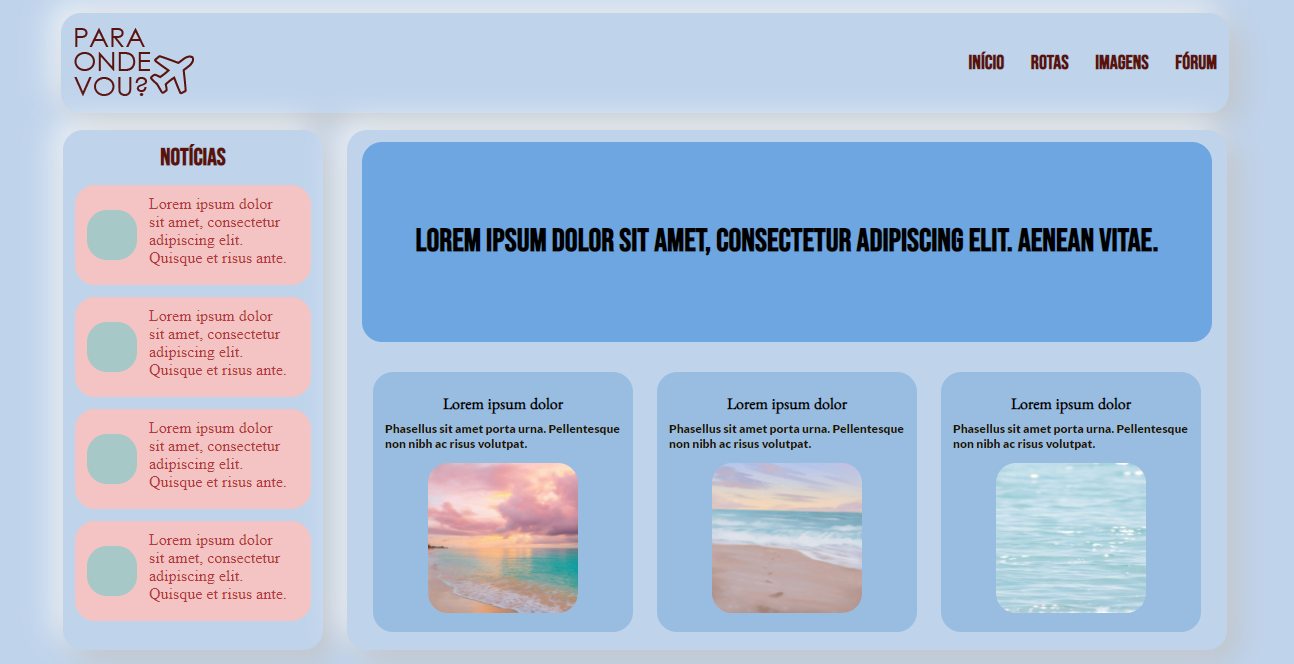 PARA
ONDE
VOU?
INÍCIO ROTAS IMAGENS FÓRUM
NOTÍCIAS
Lorem ipsum dolor
sit amet, consectetur
adipiscing elit.
Quisque et risus ante.
Lorem ipsum dolor
sit amet, consectetur
adipiscing elit.
Quisque et risus ante.
Lorem ipsum dolor
sit amet, consectetur
adipiscing elit.
Quisque et risus ante.
Lorem ipsum dolor
sit amet, consectetur
adipiscing elit.
Quisque et risus ante.
LOREM IPSUM DOLOR SIT AMET, CONSECTETUR ADIPISCING ELIT. AENEAN VITAE.
Lorem ipsum dolor
Phasellus sit amet porta urna. Pellentesque
non nibh ac risus volutpat.
Lorem ipsum dolor
Phasellus sit amet porta urna. Pellentesque
non nibh ac risus volutpat.
Lorem ipsum dolor
Phasellus sit amet porta urna. Pellentesque
non nibh ac risus volutpat.